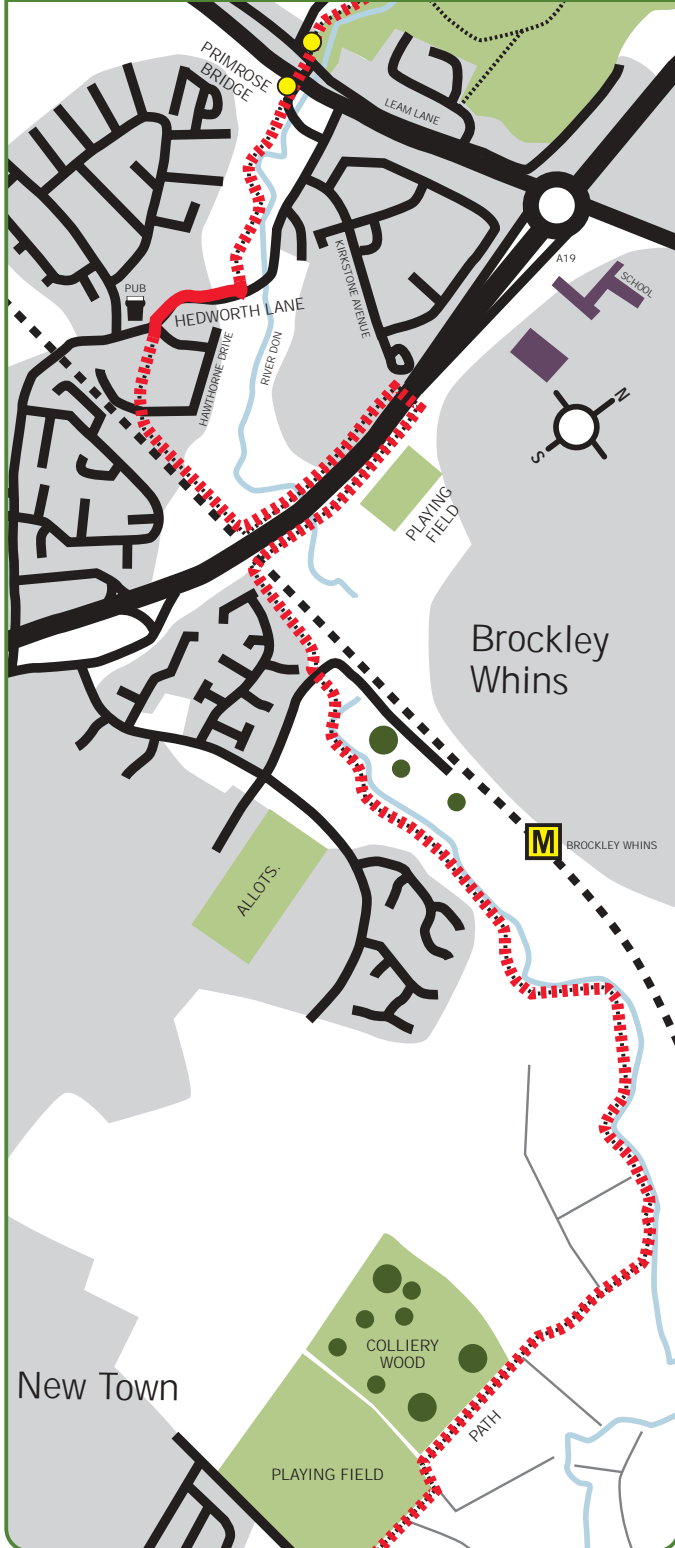 PRIMROSE
BRIDGE
LEAM LANE
A19
SCHOOL
PUB
HEDWORTH LANE
KIRKSTONE AVENUE
HAWTHORNE DRIVE
RIVER DON
N
S
PLAYING
FIELD
Brockley
Whins
M
BROCKLEY WHINS
ALLOTS.
COLLIERY
WOOD
New Town
PATH
PLAYING FIELD